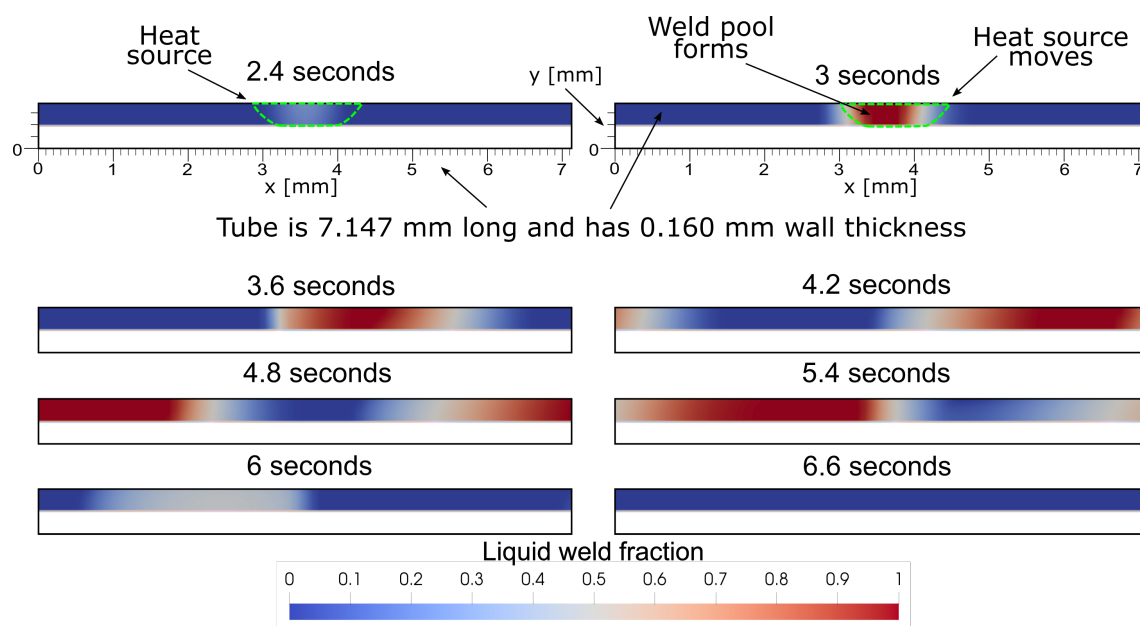 Heat
source
2.4 seconds
0
0 1 2 3 4 5 6 7
x [mm]
Weld pool
forms
Heat source
moves
y [mm]
3 seconds
0
0 1 2 3 4 5 6 7
x [mm]
Tube is 7.147 mm long and has 0.160 mm wall thickness
3.6 seconds
4.2 seconds
4.8 seconds
5.4 seconds
6 seconds
6.6 seconds
Liquid weld fraction
0 0.1 0.2 0.3 0.4 0.5 0.6 0.7 0.8 0.9 1